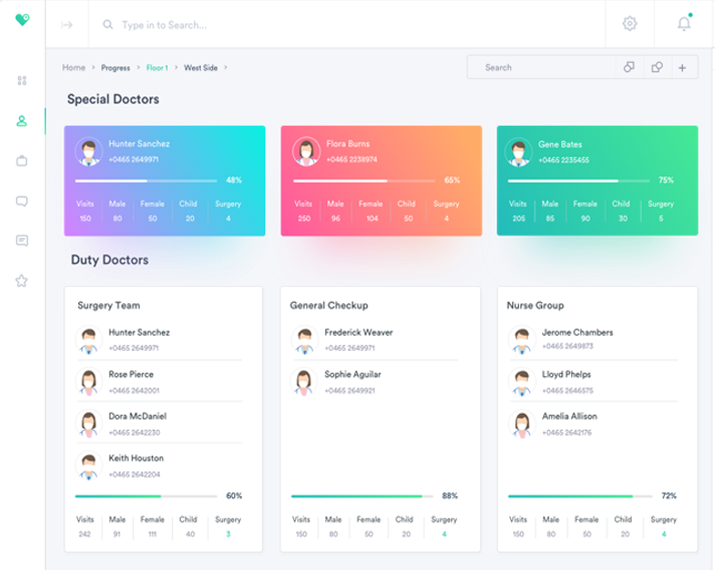 Type in to Search...
Home > Progress > Floor 1 > West Side >
Search
Special Doctors
Hunter Sanchez
+0465 2649971
48%
Visits Male Female Child Surgery
150 80 50 20 4
Flora Burns
+0465 2238974
65%
Visits Male Female Child Surgery
250 96 104 50 4
Gene Bates
+0465 2235455
75%
Visits Male Female Child Surgery
205 85 90 30 5
Duty Doctors
Surgery Team
Hunter Sanchez
+0465 2649971
Rose Pierce
+0465 2642001
Dora McDaniel
+0465 2642230
Keith Houston
+0465 2642204
60%
Visits Male Female Child Surgery
242 91 111 40 3
General Checkup
Frederick Weaver
+0465 2649971
Sophie Aguilar
+0465 2649921
88%
Visits Male Female Child Surgery
150 80 50 20 4
Nurse Group
Jerome Chambers
+0465 2649873
Lloyd Phelps
+0465 2646575
Amelia Allison
+0465 2642176
72%
Visits Male Female Child Surgery
150 80 50 20 4